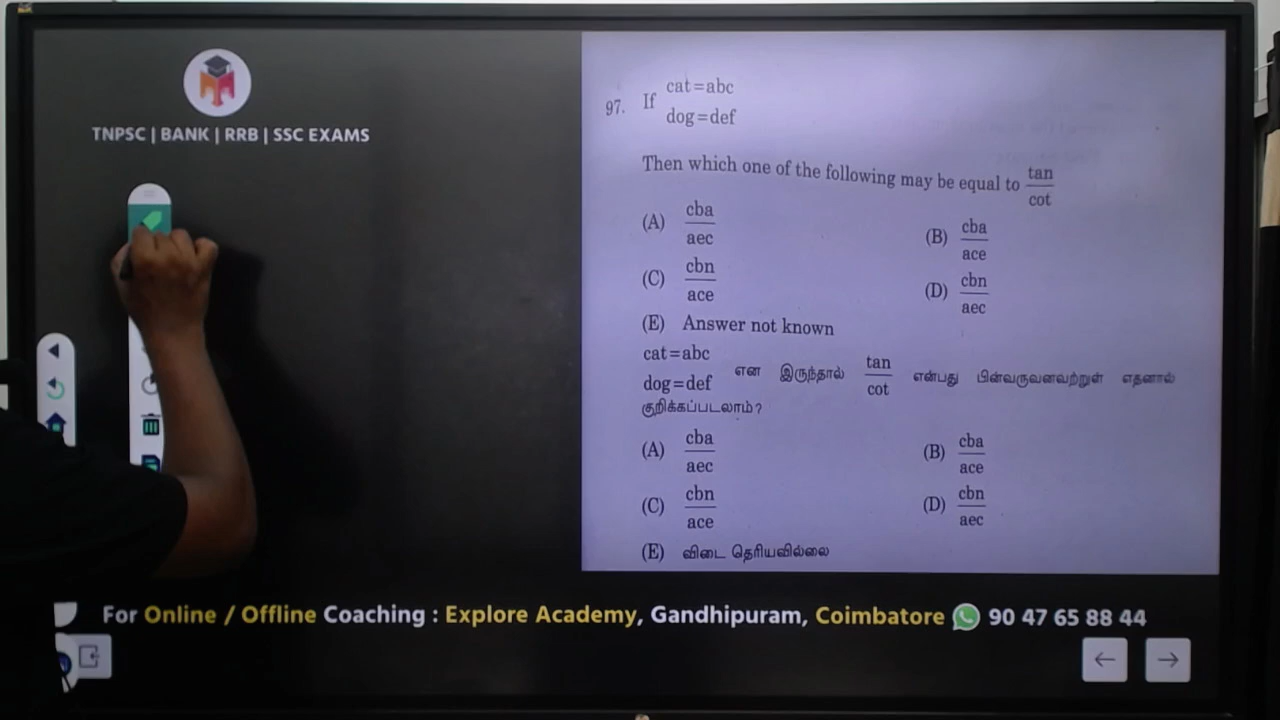 TNPSC | BANK | RRB | SSC EXAMS
97. If cat=abc
dog=def
Then which one of the following may be equal to tan/cot
(A) cba/aec (B) cba/ace
(C) cbn/ace (D) cbn/aec
(E) Answer not known
cat=abc
dog=def என இருந்தால் tan/cot என்பது பின்வருவனவற்றுள் எதனால்
குறிக்கப்படலாம்?
(A) cba/aec (B) cba/ace
(C) cbn/ace (D) cbn/aec
(E) விடை தெரியவில்லை
For Online / Offline Coaching : Explore Academy, Gandhipuram, Coimbatore 90 47 65 88 44